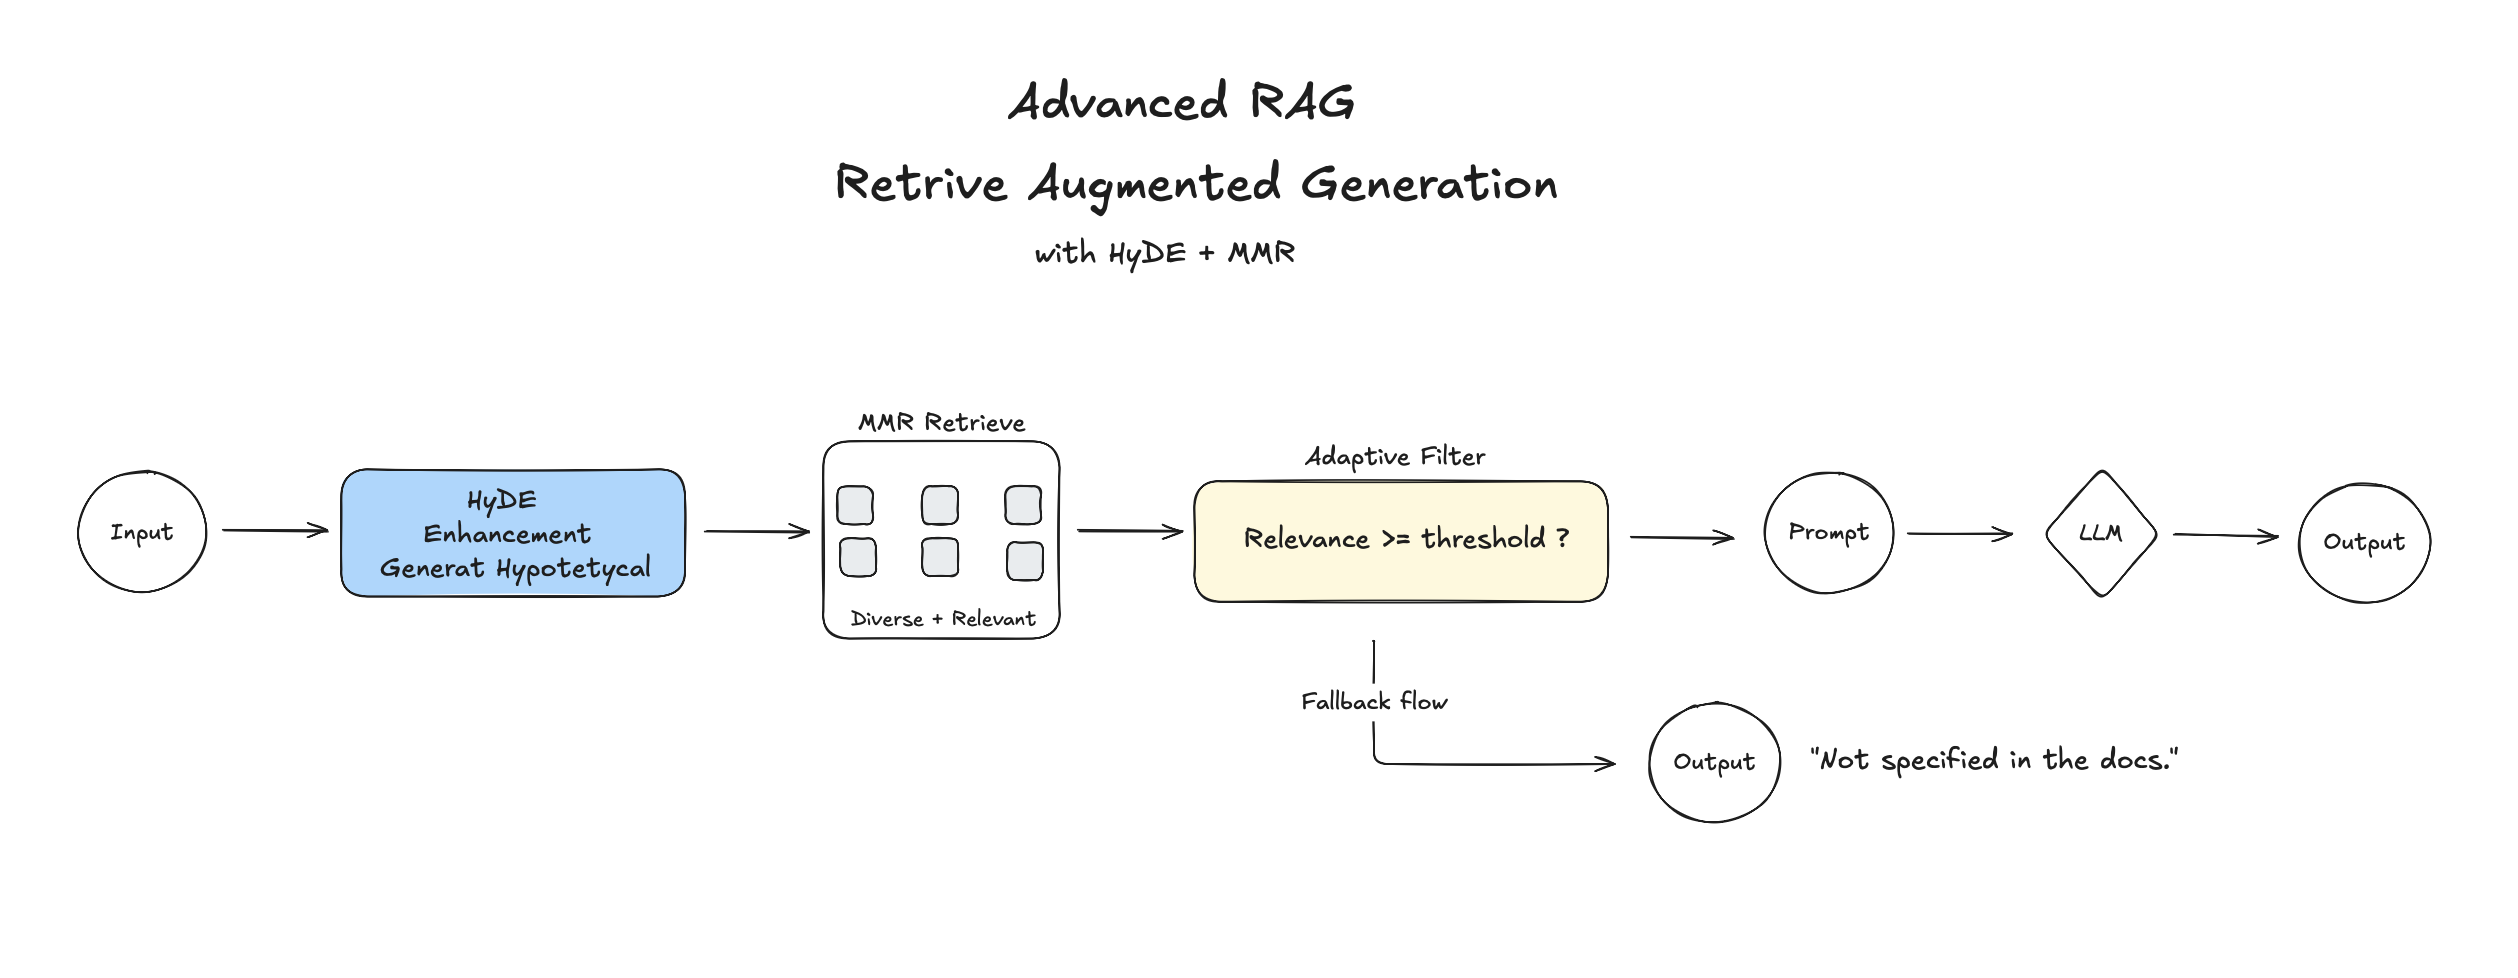 Advanced RAG
Retrive Augmented Generation
with HyDE + MMR
MMR Retrieve
Adaptive Filter
Input
HyDE
Enhancement
Generat Hypotetycal
Diverse + Relevant
Relevance >= threshold ?
Prompt
LLM
Output
Fallback flow
Output
"Not specified in the docs."